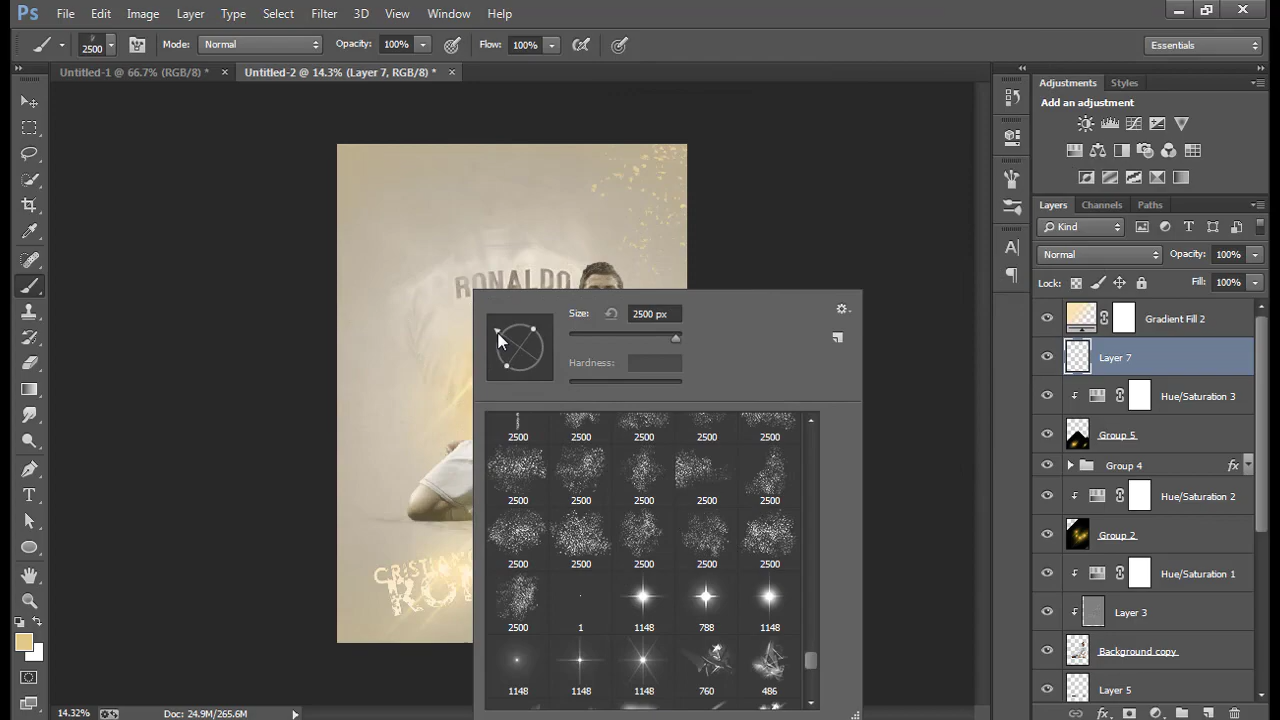 Ps File Edit Image Layer Type Select Filter 3D View Window Help
2500 Mode: Normal Opacity: 100% Flow: 100% Essentials
Untitled-1 @ 66.7% (RGB/8) * × Untitled-2 @ 14.3% (Layer 7, RGB/8) * ×
Adjustments Styles
Add an adjustment
Layers Channels Paths
Kind
Normal Opacity: 100%
Lock: Fill: 100%
Gradient Fill 2
Layer 7
Hue/Saturation 3
Group 5
Group 4 fx
Hue/Saturation 2
Group 2
Hue/Saturation 1
Layer 3
Background copy
Layer 5
RONALDO
Size: 2500 px
Hardness:
2500 2500 2500 2500 2500
2500 2500 2500 2500 2500
2500 2500 2500 2500 2500
2500 1 1148 788 1148
1148 1148 1148 760 486
14.32% Doc: 24.9M/265.6M